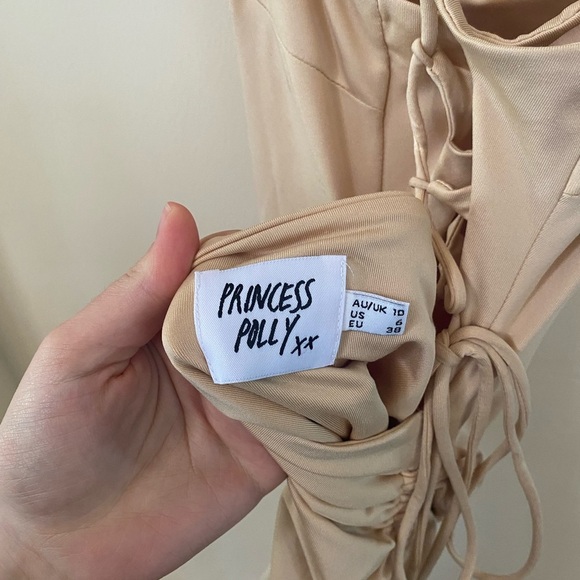 PRINCESS
POLLY xx
AU/UK 10
US 6
EU 38